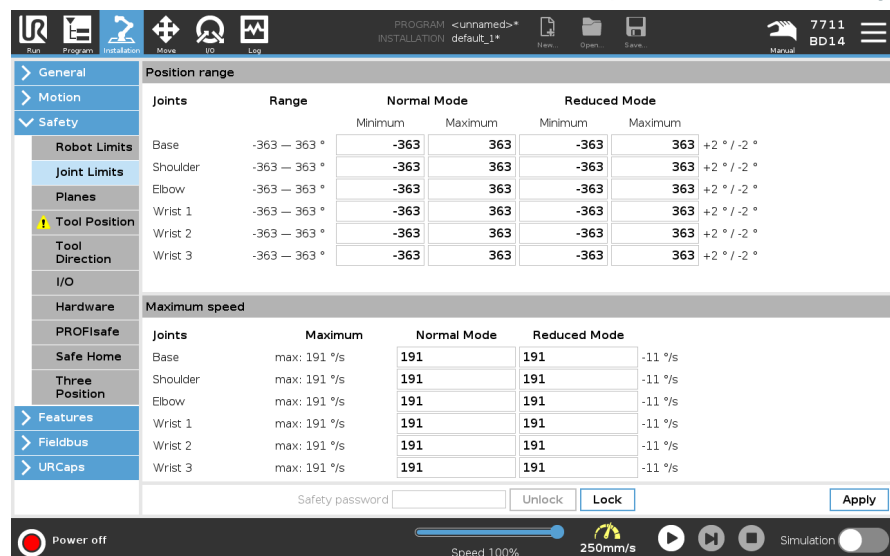 PROGRAM <unnamed>*
INSTALLATION default_1*
7711
BD14
Run Program Installation Move I/O Log New... Open... Save... Manual
General
Motion
Safety
Robot Limits
Joint Limits
Planes
Tool Position
Tool
Direction
I/O
Hardware
PROFIsafe
Safe Home
Three
Position
Features
Fieldbus
URCaps
Position range
Joints Range Normal Mode Reduced Mode
Minimum Maximum Minimum Maximum
Base -363 — 363 ° -363 363 -363 363 +2 ° / -2 °
Shoulder -363 — 363 ° -363 363 -363 363 +2 ° / -2 °
Elbow -363 — 363 ° -363 363 -363 363 +2 ° / -2 °
Wrist 1 -363 — 363 ° -363 363 -363 363 +2 ° / -2 °
Wrist 2 -363 — 363 ° -363 363 -363 363 +2 ° / -2 °
Wrist 3 -363 — 363 ° -363 363 -363 363 +2 ° / -2 °
Maximum speed
Joints Maximum Normal Mode Reduced Mode
Base max: 191 °/s 191 191 -11 °/s
Shoulder max: 191 °/s 191 191 -11 °/s
Elbow max: 191 °/s 191 191 -11 °/s
Wrist 1 max: 191 °/s 191 191 -11 °/s
Wrist 2 max: 191 °/s 191 191 -11 °/s
Wrist 3 max: 191 °/s 191 191 -11 °/s
Safety password Unlock Lock Apply
Power off Speed 100% 250mm/s Simulation